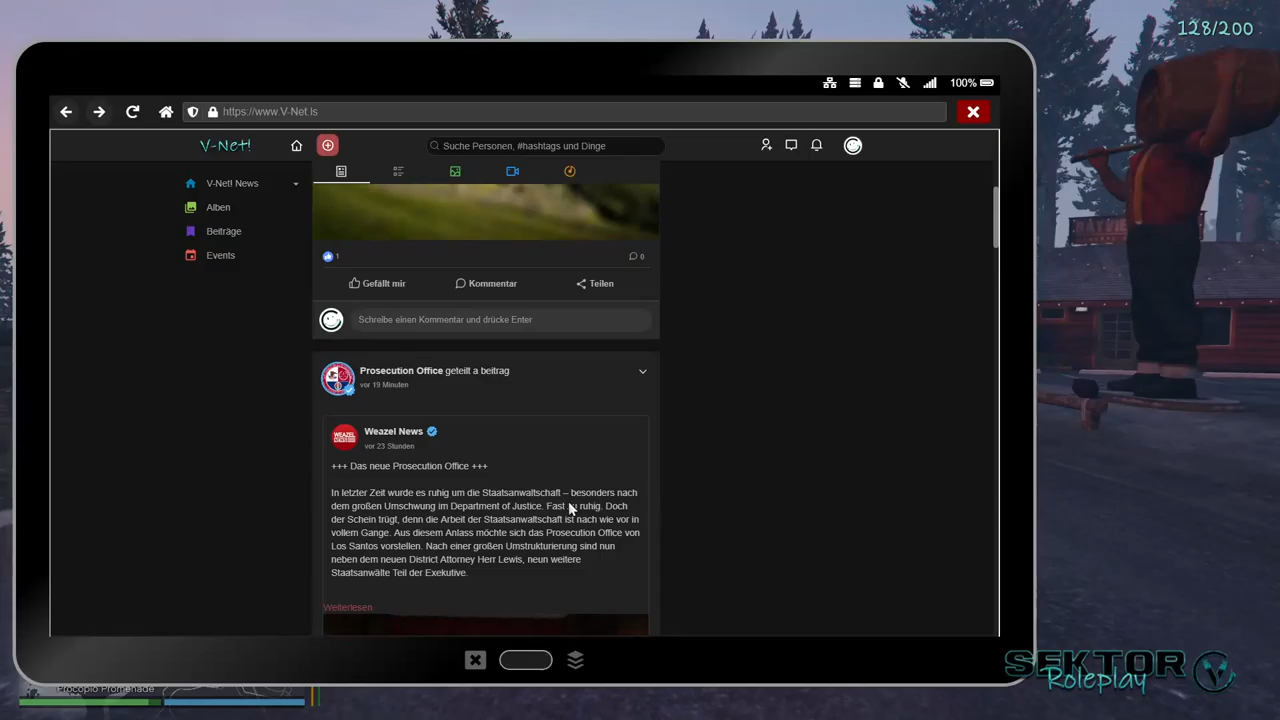 128/200
100%
https://www.V-Net.ls
V-Net!
Suche Personen, #hashtags und Dinge
V-Net! News
Alben
Beiträge
Events
1
0
Gefällt mir
Kommentar
Teilen
Schreibe einen Kommentar und drücke Enter
Prosecution Office geteilt a beitrag
vor 19 Minuten
WEAZEL
NEWS
Weazel News
vor 23 Stunden
+++ Das neue Prosecution Office +++
In letzter Zeit wurde es ruhig um die Staatsanwaltschaft – besonders nach
dem großen Umschwung im Department of Justice. Fast zu ruhig. Doch
der Schein trügt, denn die Arbeit der Staatsanwaltschaft ist nach wie vor in
vollem Gange. Aus diesem Anlass möchte sich das Prosecution Office von
Los Santos vorstellen. Nach einer großen Umstrukturierung sind nun
neben dem neuen District Attorney Herr Lewis, neun weitere
Staatsanwälte Teil der Exekutive.
Weiterlesen
Procopio Promenade
SEKTOR
Roleplay